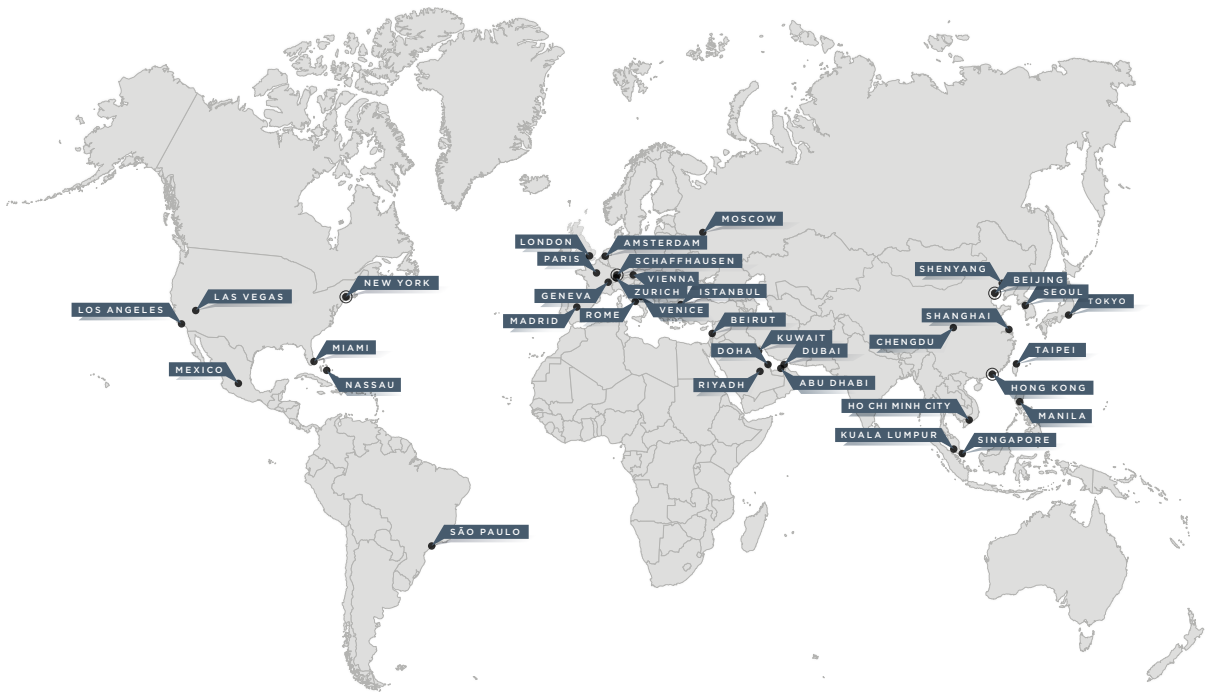 MOSCOW
LONDON
AMSTERDAM
PARIS
SCHAFFHAUSEN
SHENYANG
VIENNA
BEIJING
NEW YORK
ZURICH
ISTANBUL
SEOUL
LAS VEGAS
GENEVA
TOKYO
LOS ANGELES
VENICE
ROME
SHANGHAI
MADRID
BEIRUT
KUWAIT
CHENGDU
MIAMI
DOHA
DUBAI
TAIPEI
MEXICO
NASSAU
RIYADH
ABU DHABI
HONG KONG
HO CHI MINH CITY
MANILA
KUALA LUMPUR
SINGAPORE
SÃO PAULO